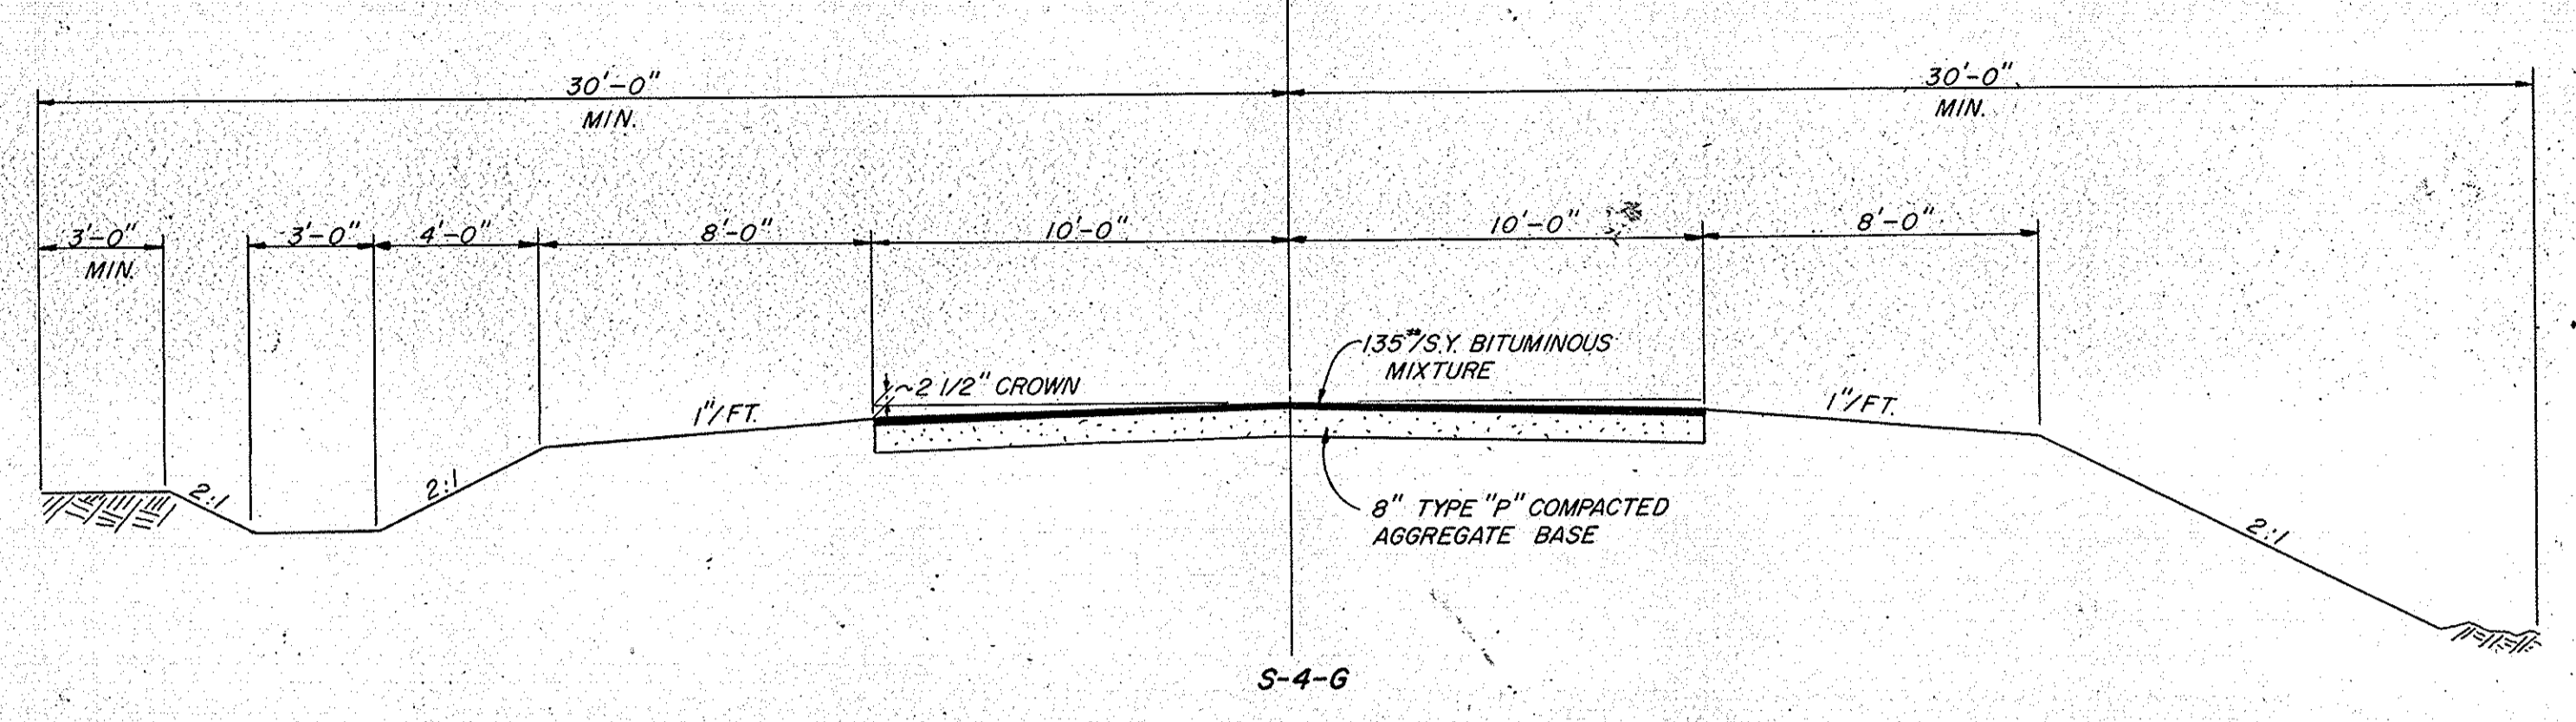 30'-0"
MIN.
30'-0"
MIN.
3'-0"
MIN.
3'-0"
4'-0"
8'-0"
10'-0"
10'-0"
8'-0"
135#/S.Y. BITUMINOUS
MIXTURE
~2 1/2" CROWN
1"/FT.
1"/FT.
2:1
2:1
8" TYPE "P" COMPACTED
AGGREGATE BASE
2:1
S-4-G